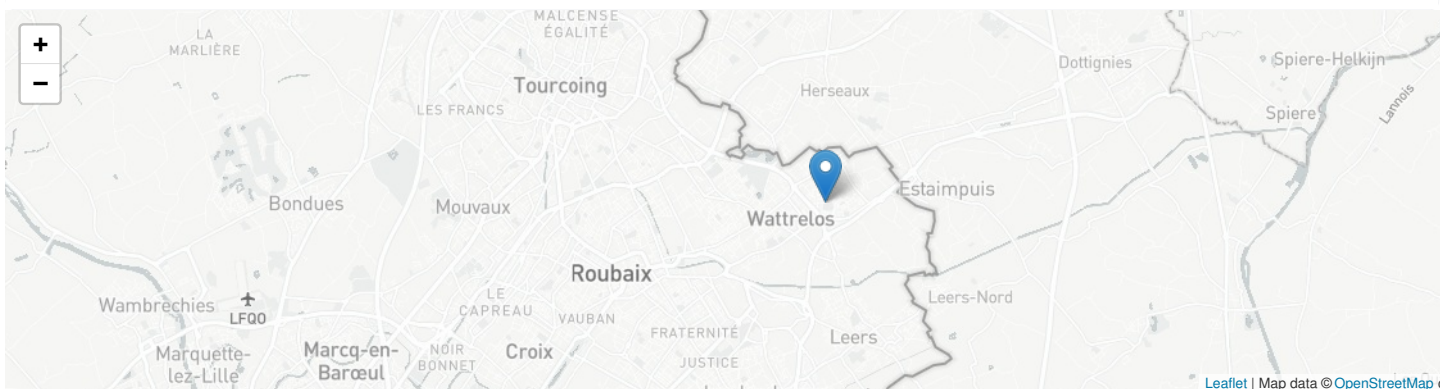 +
−
LA
MARLIÈRE
MALCENSE
ÉGALITÉ
Tourcoing
LES FRANCS
Herseaux
Dottignies
Spiere-Helkijn
Spiere
Lannois
Bondues
Mouvaux
Wattrelos
Estaimpuis
Roubaix
Wambrechies
LFQO
LE
CAPREAU
VAUBAN
FRATERNITÉ
JUSTICE
Leers
Leers-Nord
Marquette-
lez-Lille
Marcq-en-
Barœul
NOIR
BONNET
Croix
Leaflet | Map data © OpenStreetMap